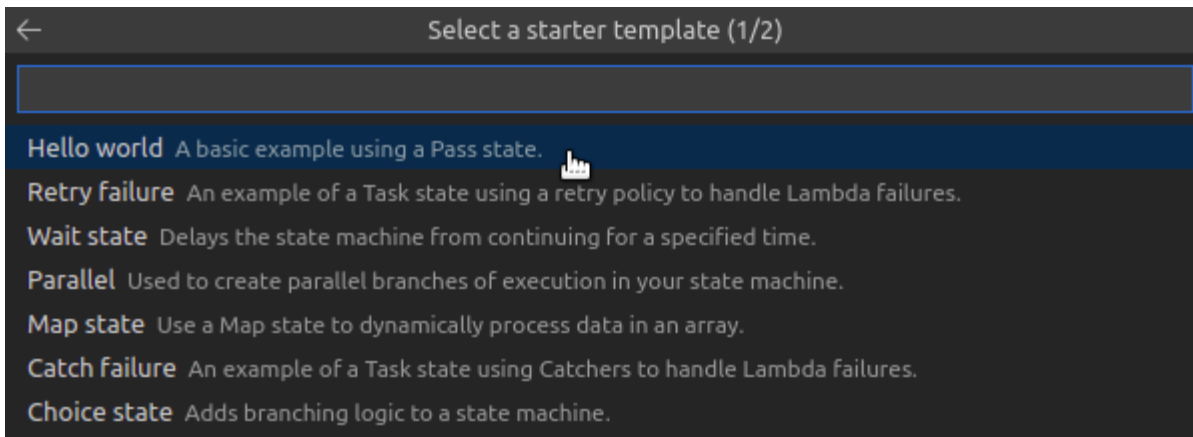 Select a starter template (1/2)
Hello world A basic example using a Pass state.
Retry failure An example of a Task state using a retry policy to handle Lambda failures.
Wait state Delays the state machine from continuing for a specified time.
Parallel Used to create parallel branches of execution in your state machine.
Map state Use a Map state to dynamically process data in an array.
Catch failure An example of a Task state using Catchers to handle Lambda failures.
Choice state Adds branching logic to a state machine.